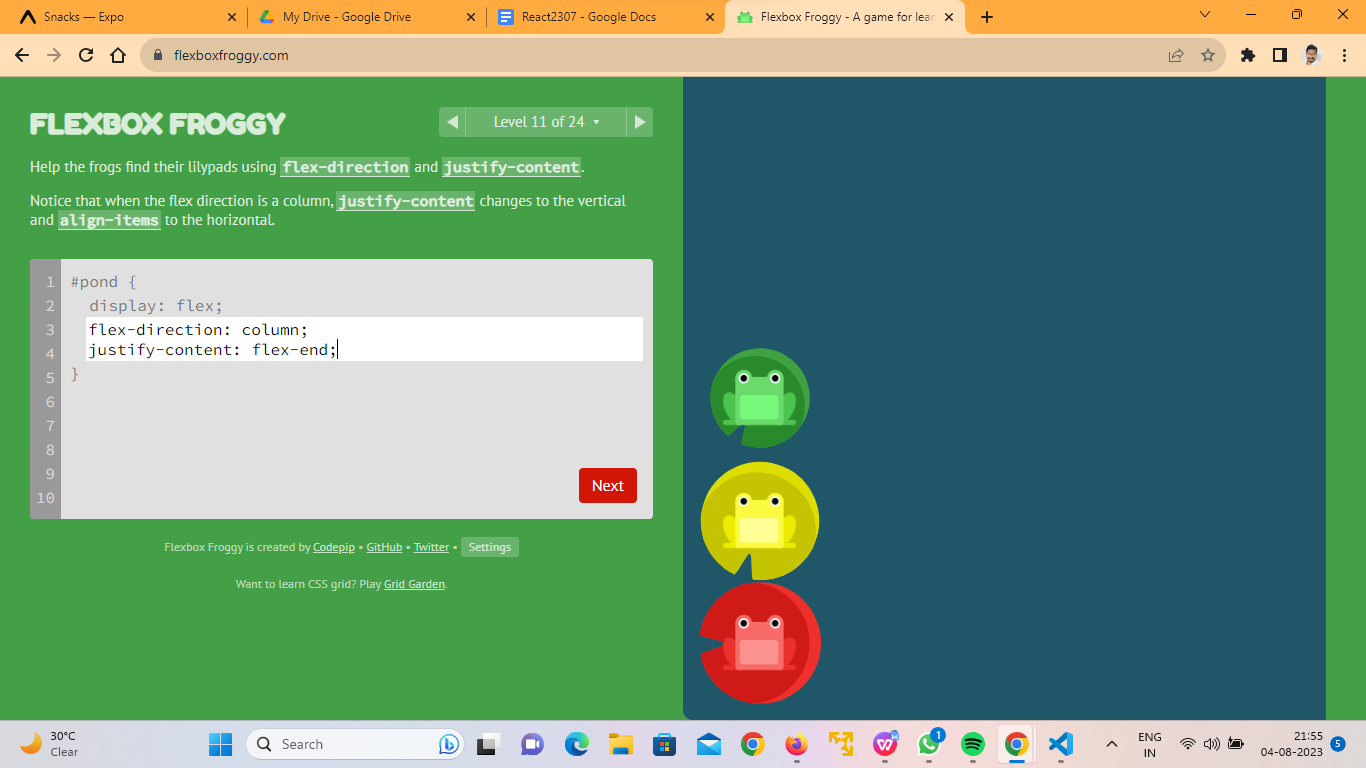 Snacks — Expo
My Drive - Google Drive
React2307 - Google Docs
Flexbox Froggy - A game for lear
flexboxfroggy.com
FLEXBOX FROGGY
Level 11 of 24
Help the frogs find their lilypads using flex-direction and justify-content.
Notice that when the flex direction is a column, justify-content changes to the vertical
and align-items to the horizontal.
1 #pond {
2 display: flex;
3 flex-direction: column;
4 justify-content: flex-end;
5 }
6
7
8
9
10
Next
Flexbox Froggy is created by Codepip • GitHub • Twitter • Settings
Want to learn CSS grid? Play Grid Garden.
30°C
Clear
Search
1
ENG
IN
21:55
04-08-2023
5